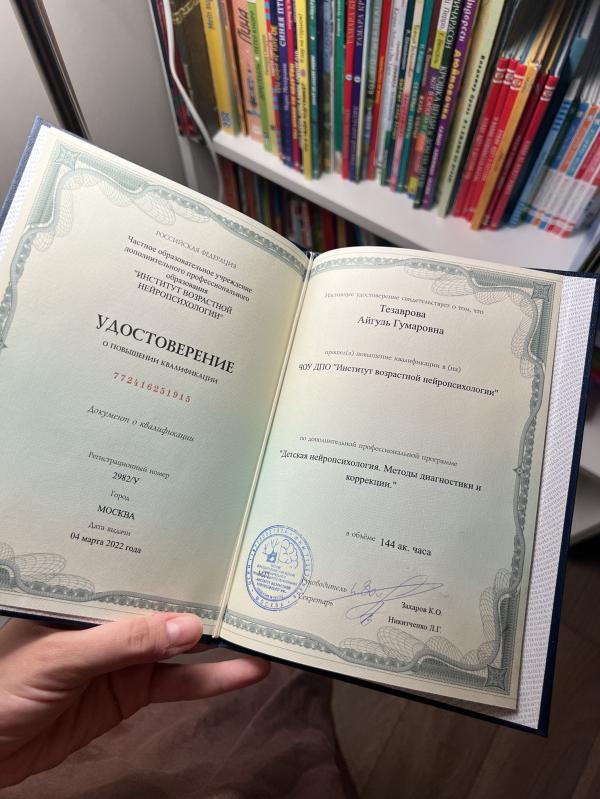 РОССИЙСКАЯ ФЕДЕРАЦИЯ
Частное образовательное учреждение
дополнительного профессионального
образования
"ИНСТИТУТ ВОЗРАСТНОЙ
НЕЙРОПСИХОЛОГИИ"
УДОСТОВЕРЕНИЕ
О ПОВЫШЕНИИ КВАЛИФИКАЦИИ
772416251915
Документ о квалификации
Регистрационный номер
2982/У
Город
МОСКВА
Дата выдачи
04 марта 2022 года
Настоящее удостоверение свидетельствует о том, что
Тезаврова
Айгуль Гумаровна
прошел(а) повышение квалификации в (на)
ЧОУ ДПО "Институт возрастной нейропсихологии"
по дополнительной профессиональной программе
"Детская нейропсихология. Методы диагностики и
коррекции."
в объёме 144 ак. часа
Руководитель
Захаров К.О.
Секретарь
Никитченко Л.Г.